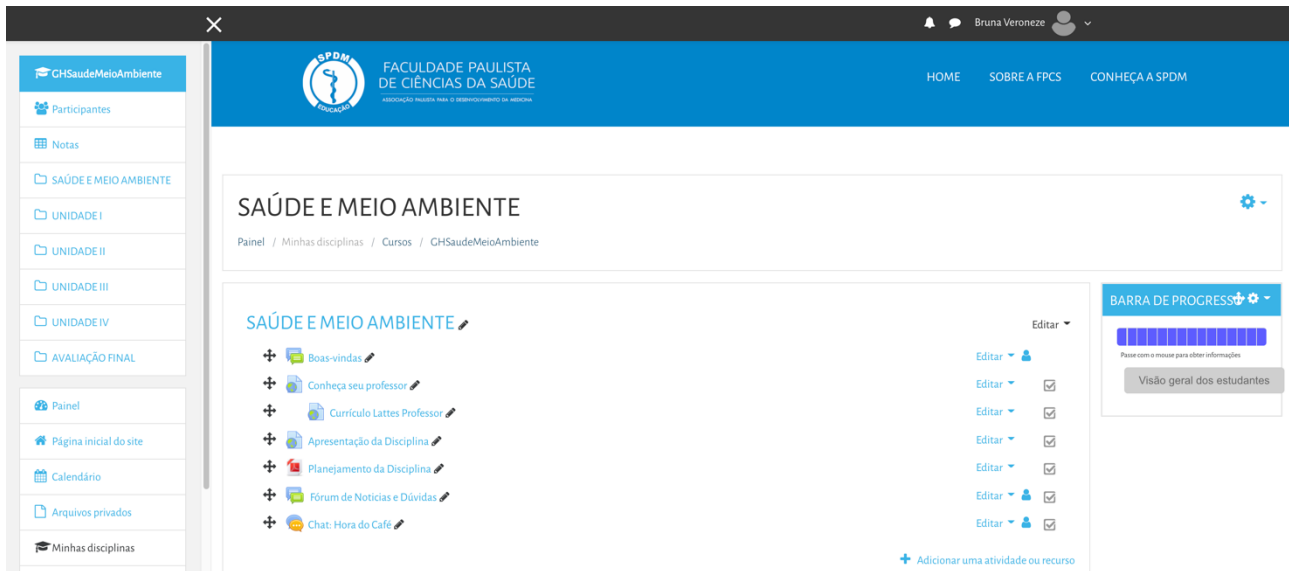 Bruna Veroneze
GHSaudeMeioAmbiente
Participantes
Notas
SAÚDE E MEIO AMBIENTE
UNIDADE I
UNIDADE II
UNIDADE III
UNIDADE IV
AVALIAÇÃO FINAL
Painel
Página inicial do site
Calendário
Arquivos privados
Minhas disciplinas
SPDM
EDUCAÇÃO
FACULDADE PAULISTA
DE CIÊNCIAS DA SAÚDE
ASSOCIAÇÃO PAULISTA PARA O DESENVOLVIMENTO DA MEDICINA
HOME SOBRE A FPCS CONHEÇA A SPDM
SAÚDE E MEIO AMBIENTE
Painel / Minhas disciplinas / Cursos / GHSaudeMeioAmbiente
SAÚDE E MEIO AMBIENTE Editar
Boas-vindas Editar
Conheça seu professor Editar
Currículo Lattes Professor Editar
Apresentação da Disciplina Editar
Planejamento da Disciplina Editar
Fórum de Noticias e Dúvidas Editar
Chat: Hora do Café Editar
Adicionar uma atividade ou recurso
BARRA DE PROGRESS
Passe com o mouse para obter informações
Visão geral dos estudantes